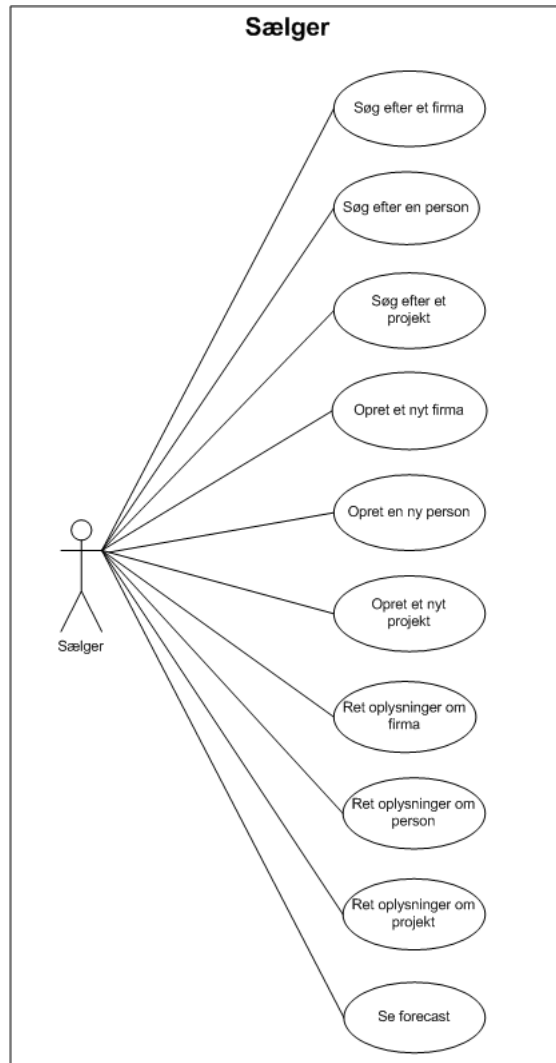 Sælger
Søg efter et firma
Søg efter en person
Søg efter et
projekt
Opret et nyt firma
Opret en ny person
Opret et nyt
projekt
Sælger
Ret oplysninger om
firma
Ret oplysninger om
person
Ret oplysninger om
projekt
Se forecast